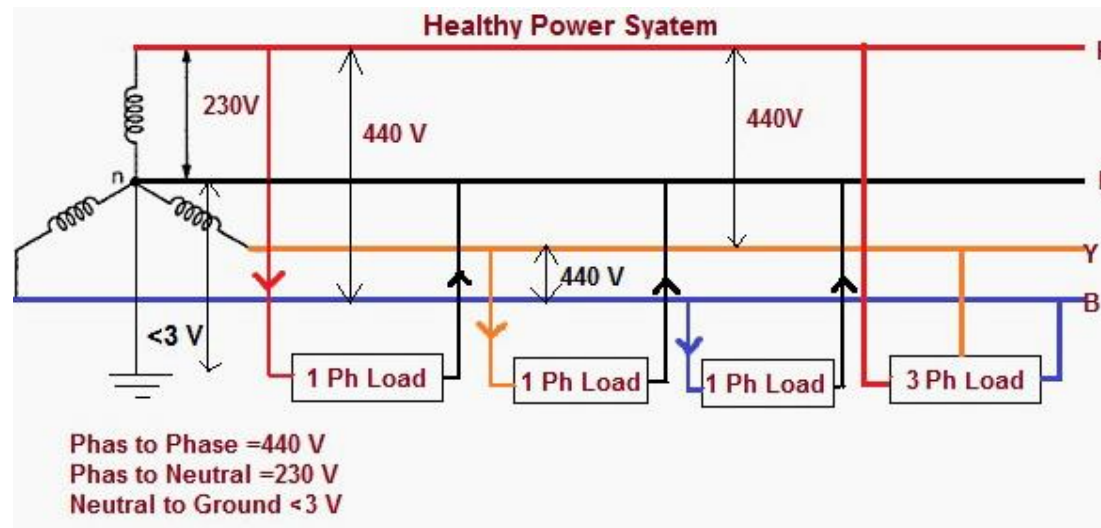 Healthy Power Syatem
230V
440 V
440V
n
Y
440 V
B
<3 V
1 Ph Load
1 Ph Load
1 Ph Load
3 Ph Load
Phas to Phase =440 V
Phas to Neutral =230 V
Neutral to Ground <3 V